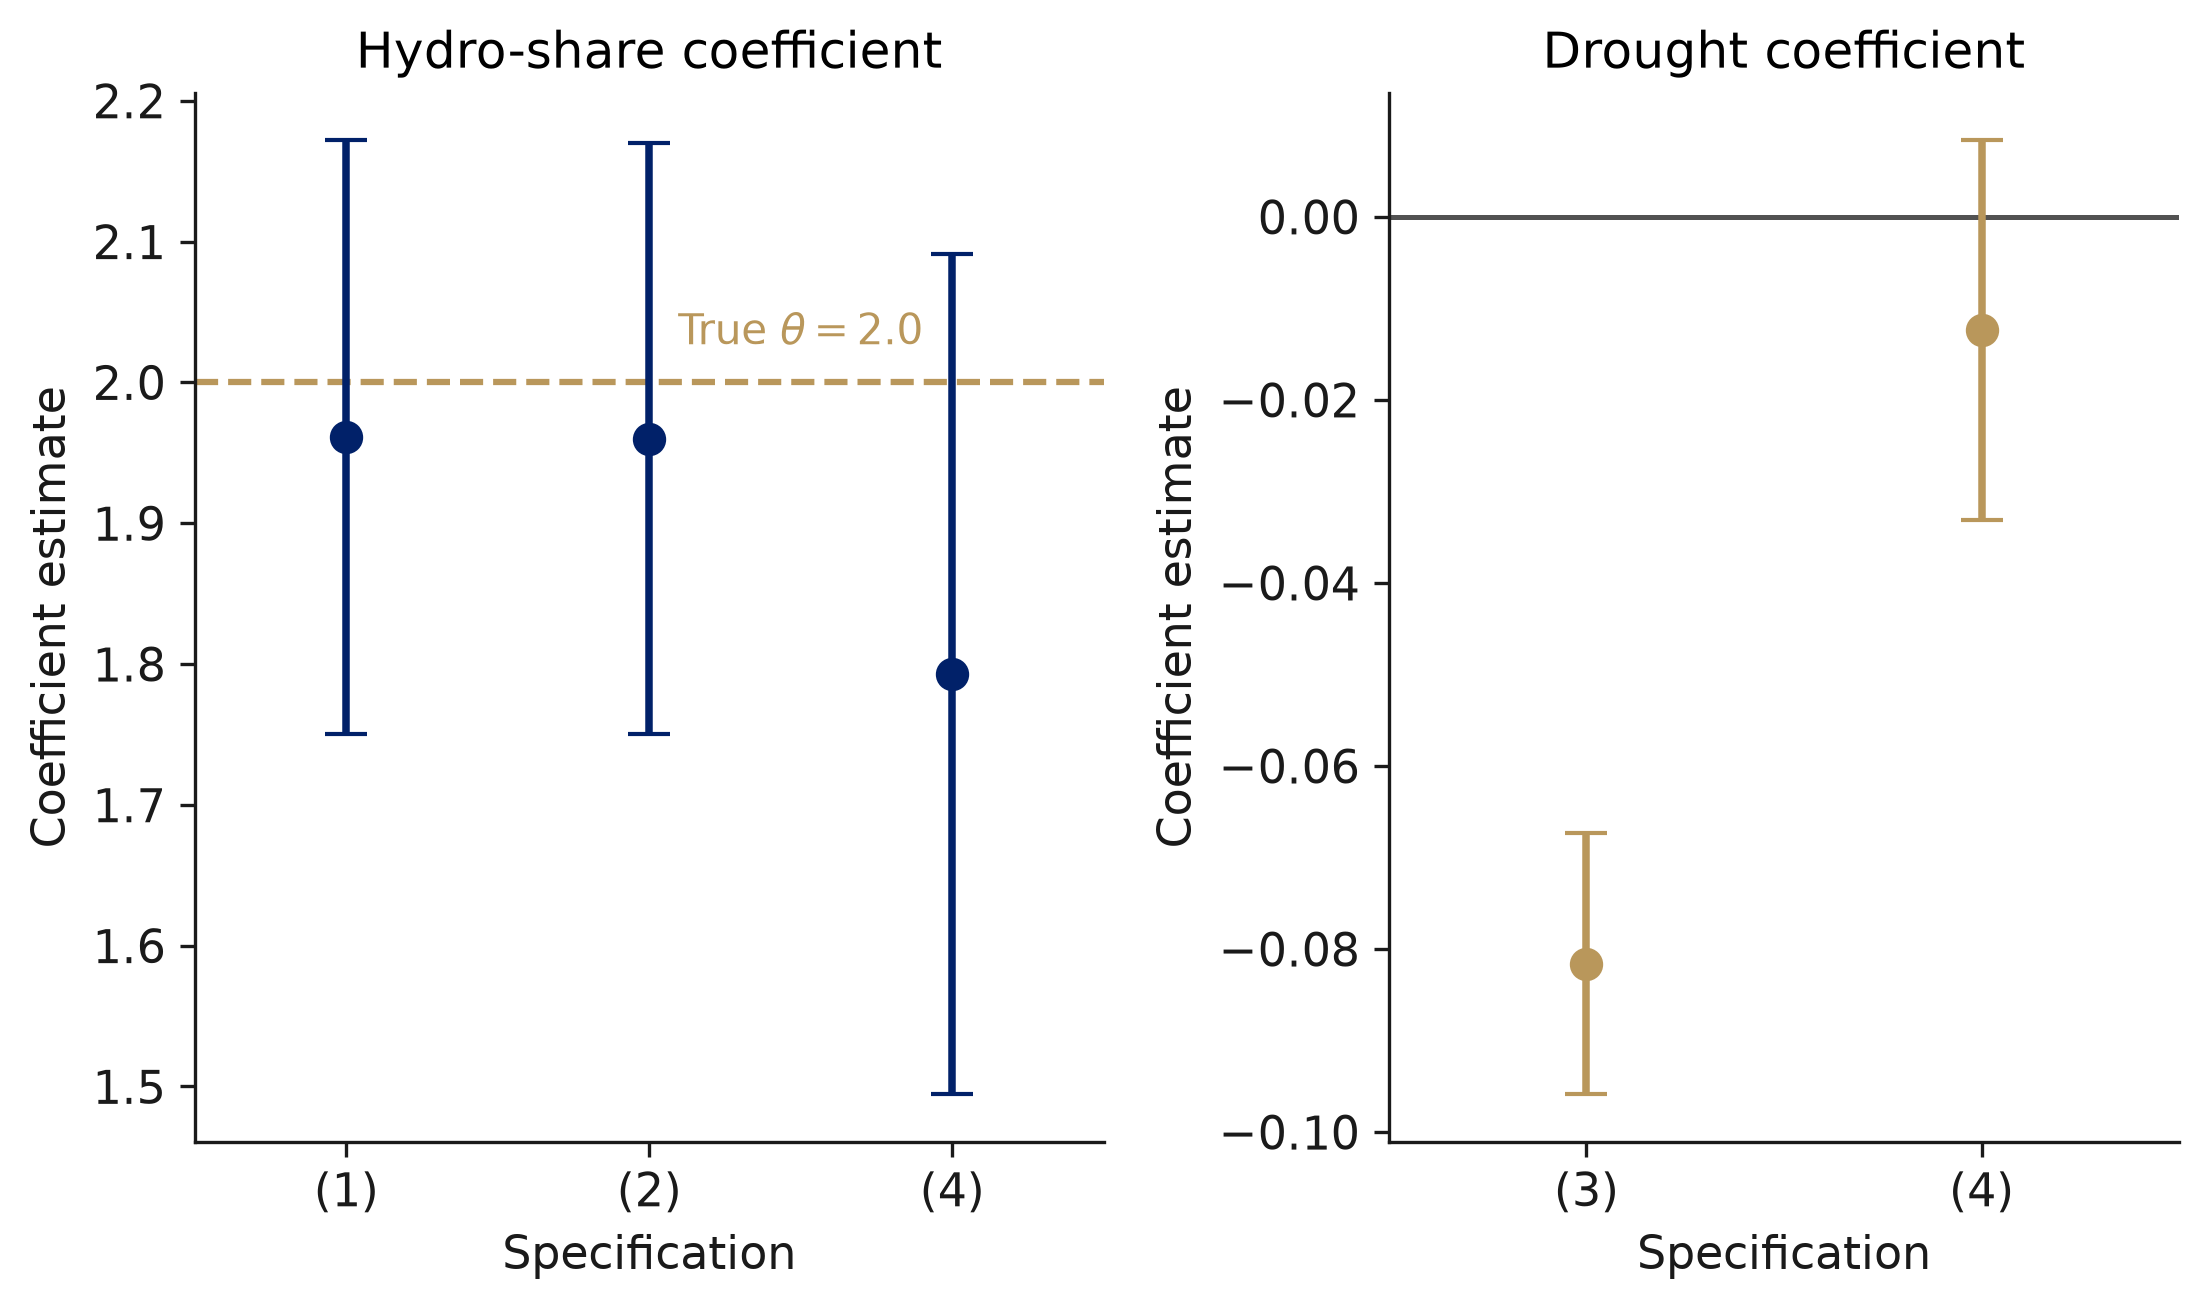 Hydro-share coefficient
Coefficient estimate
2.2
2.1
2.0
1.9
1.8
1.7
1.6
1.5
True θ = 2.0
(1) (2) (4)
Specification
Drought coefficient
Coefficient estimate
0.00
−0.02
−0.04
−0.06
−0.08
−0.10
(3) (4)
Specification